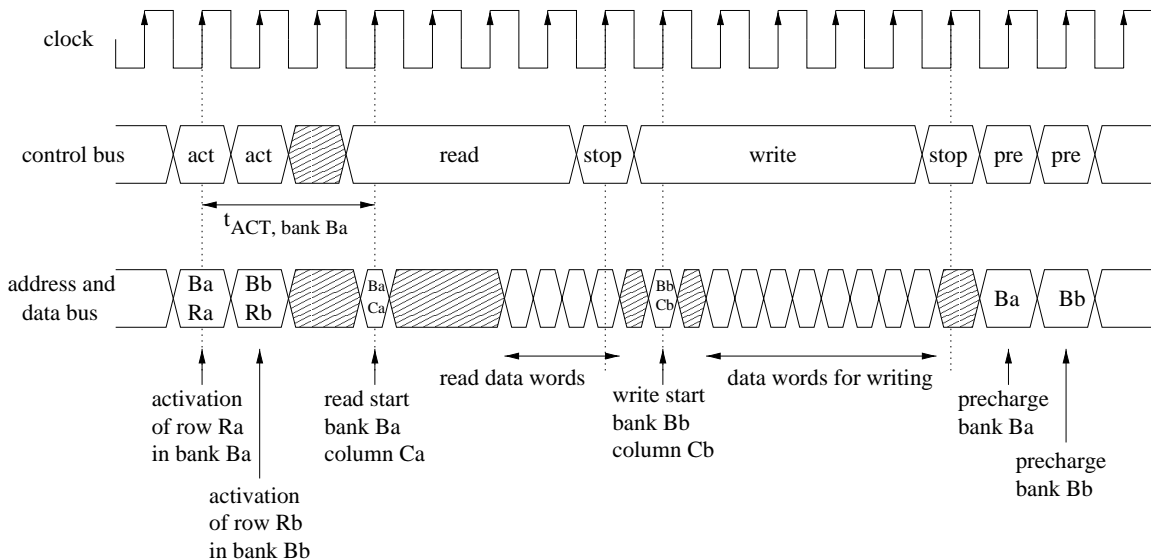 clock
control bus
act act read stop write stop pre pre
t ACT, bank Ba
address and
data bus
Ba Bb Ba Bb Ba Bb
Ra Rb Ca Cb
read data words
data words for writing
activation
of row Ra
in bank Ba
activation
of row Rb
in bank Bb
read start
bank Ba
column Ca
write start
bank Bb
column Cb
precharge
bank Ba
precharge
bank Bb